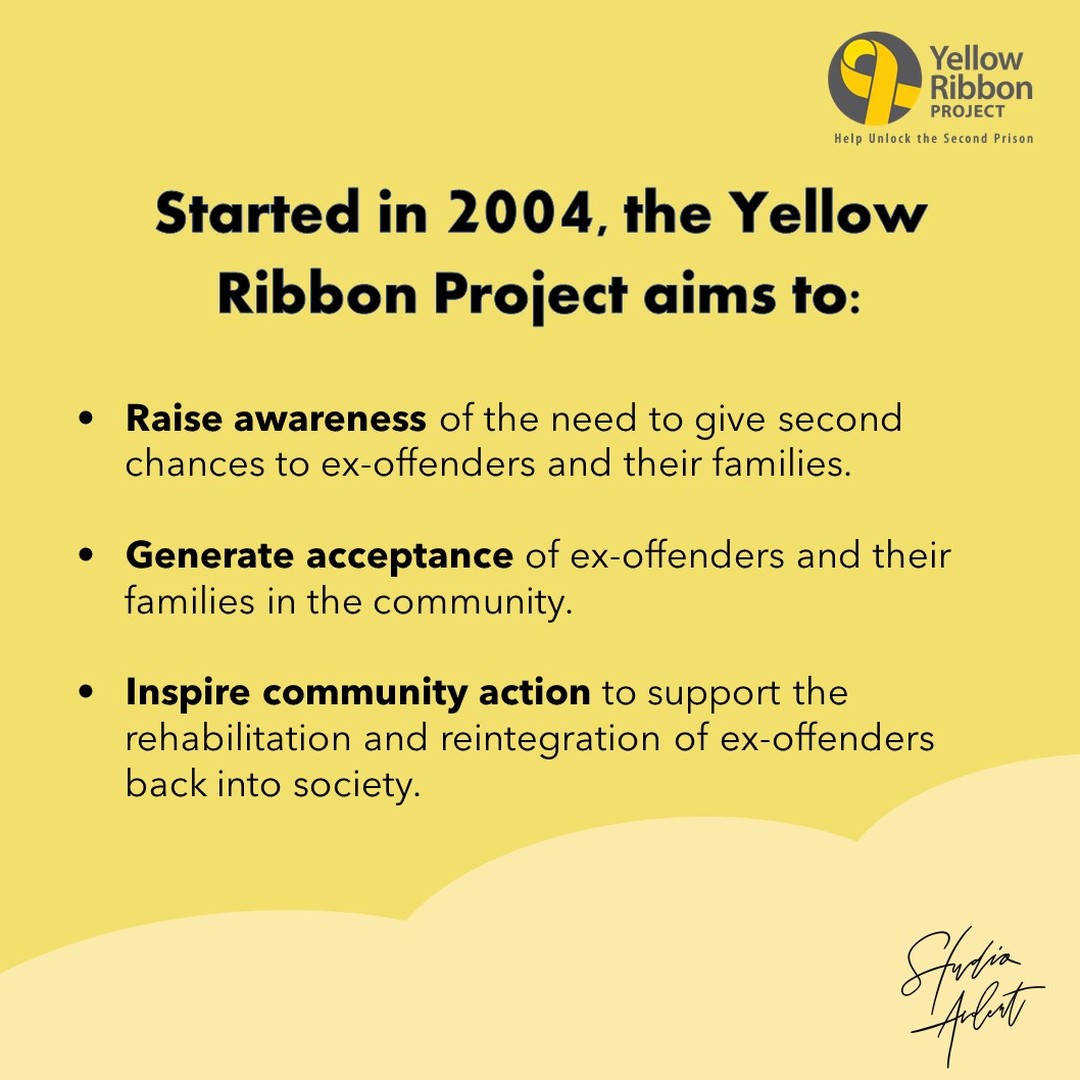 Yellow
Ribbon
PROJECT
Help Unlock the Second Prison
Started in 2004, the Yellow
Ribbon Project aims to:
• Raise awareness of the need to give second
chances to ex-offenders and their families.
• Generate acceptance of ex-offenders and their
families in the community.
• Inspire community action to support the
rehabilitation and reintegration of ex-offenders
back into society.
Studio